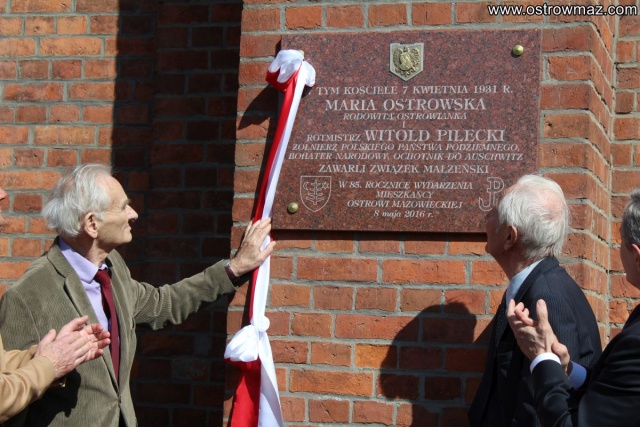 www.ostrowmaz.com
W TYM KOŚCIELE 7 KWIETNIA 1931 R.
MARIA OSTROWSKA
RODOWITA OSTROWIANKA
I
ROTMISTRZ WITOLD PILECKI
ŻOŁNIERZ POLSKIEGO PAŃSTWA PODZIEMNEGO,
BOHATER NARODOWY, OCHOTNIK DO AUSCHWITZ
ZAWARLI ZWIĄZEK MAŁŻEŃSKI
W 85. ROCZNICĘ WYDARZENIA
MIESZKAŃCY
OSTROWI MAZOWIECKIEJ
8 maja 2016 r.